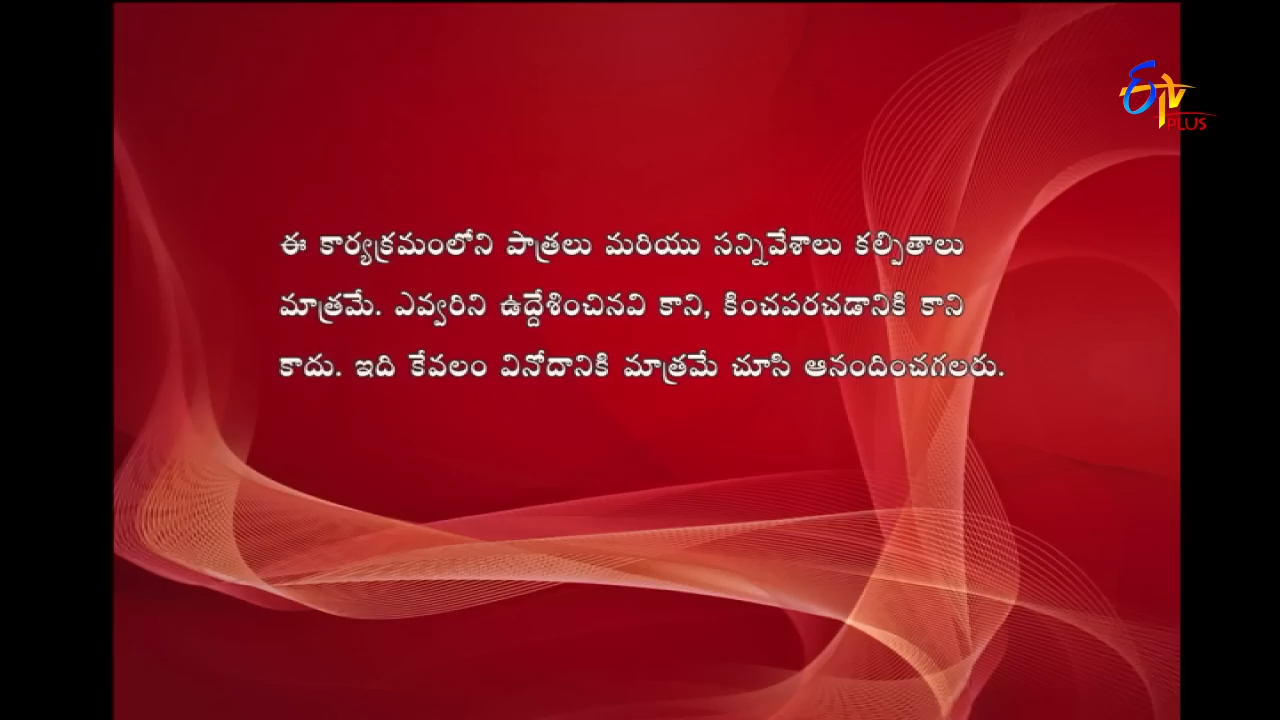 ETV
PLUS
ఈ కార్యక్రమంలోని పాత్రలు మరియు సన్నివేశాలు కల్పితాలు
మాత్రమే. ఎవ్వరిని ఉద్దేశించినవి కాని, కించపరచడానికి కాని
కాదు. ఇది కేవలం వినోదానికి మాత్రమే చూసి ఆనందించగలరు.